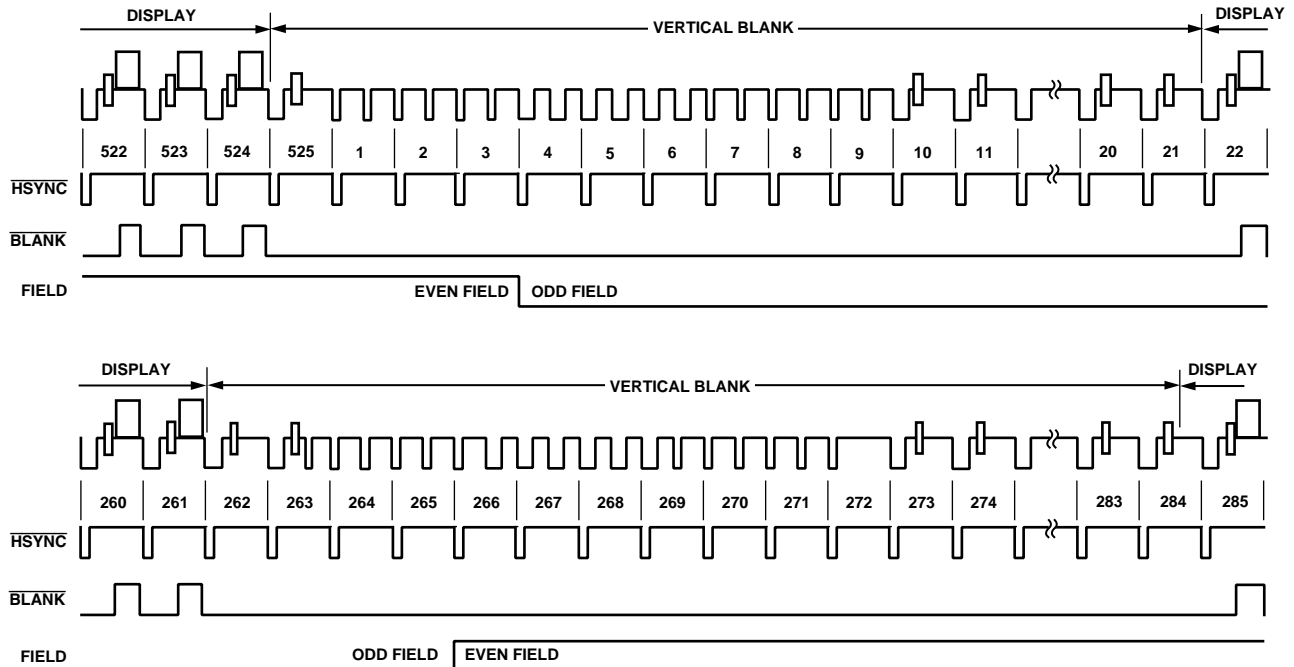 DISPLAY VERTICAL BLANK DISPLAY
522 523 524 525 1 2 3 4 5 6 7 8 9 10 11 20 21 22
HSYNC
BLANK
FIELD EVEN FIELD ODD FIELD
DISPLAY VERTICAL BLANK DISPLAY
260 261 262 263 264 265 266 267 268 269 270 271 272 273 274 283 284 285
HSYNC
BLANK
FIELD ODD FIELD EVEN FIELD